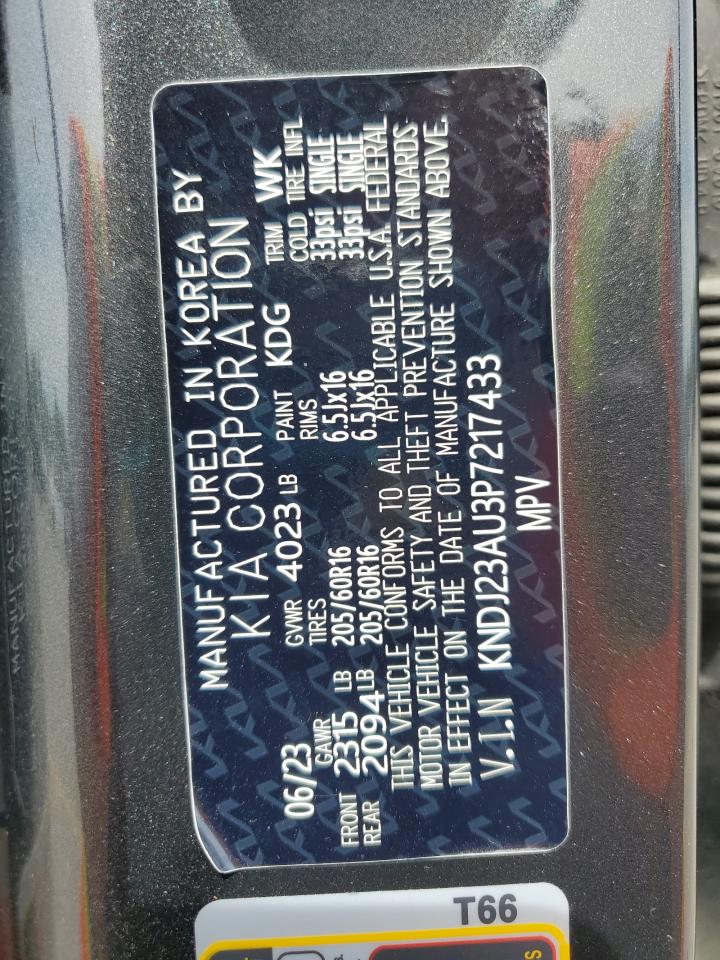 MANUFACTURED IN KOREA BY
KIA CORPORATION
06/23 GVWR 4023 LB PAINT KDG TRIM WK
GAWR TIRES RIMS COLD TIRE INFL
FRONT 2315 LB 205/60R16 6.5Jx16 33psi SINGLE
REAR 2094 LB 205/60R16 6.5Jx16 33psi SINGLE
THIS VEHICLE CONFORMS TO ALL APPLICABLE U.S.A. FEDERAL
MOTOR VEHICLE SAFETY AND THEFT PREVENTION STANDARDS
IN EFFECT ON THE DATE OF MANUFACTURE SHOWN ABOVE.
V.I.N KNDJ23AU3P7217433
MPV
T66